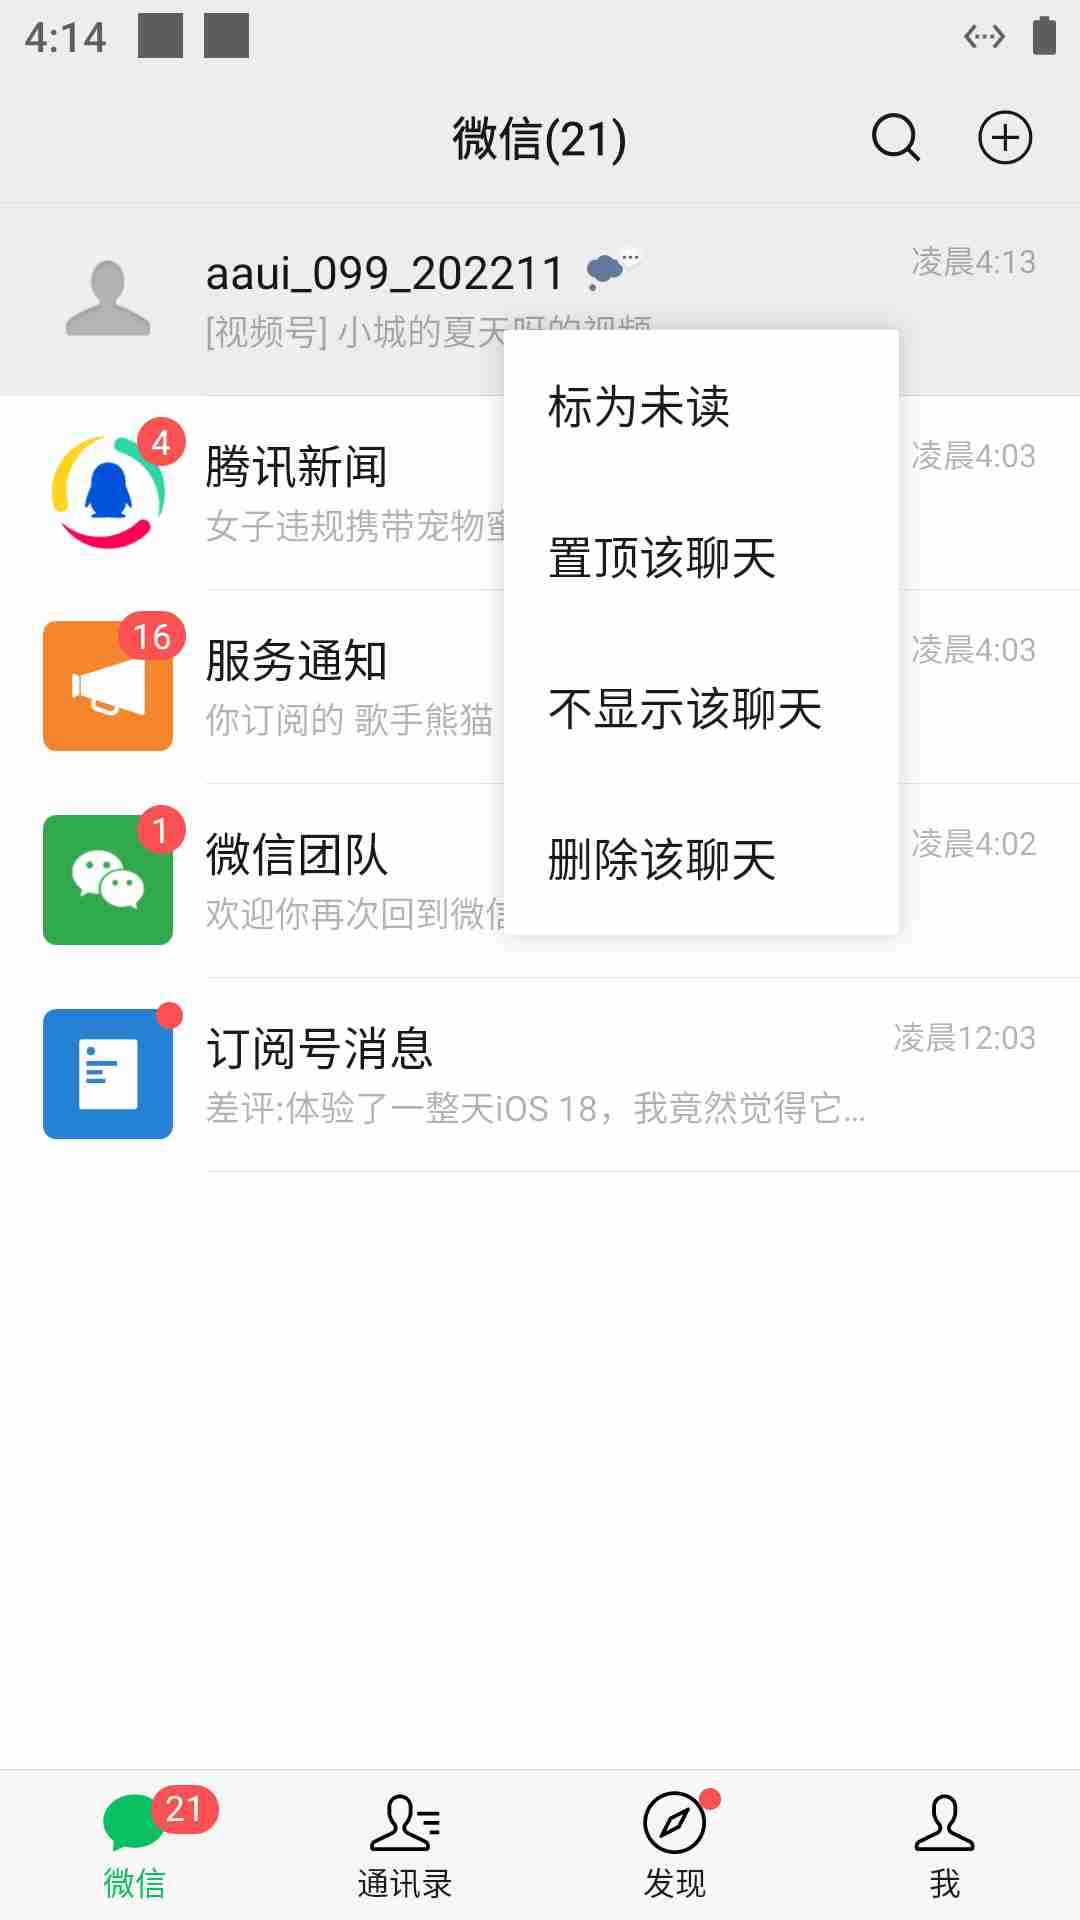 4:14
微信(21)
aaui_099_202211
凌晨4:13
[视频号] 小城的夏天呀的视频
标为未读
置顶该聊天
不显示该聊天
删除该聊天
4
腾讯新闻
凌晨4:03
女子违规携带宠物
16
服务通知
凌晨4:03
你订阅的 歌手熊猫
1
微信团队
凌晨4:02
欢迎你再次回到微信
订阅号消息
凌晨12:03
差评:体验了一整天iOS 18，我竟然觉得它...
21
微信
通讯录
发现
我